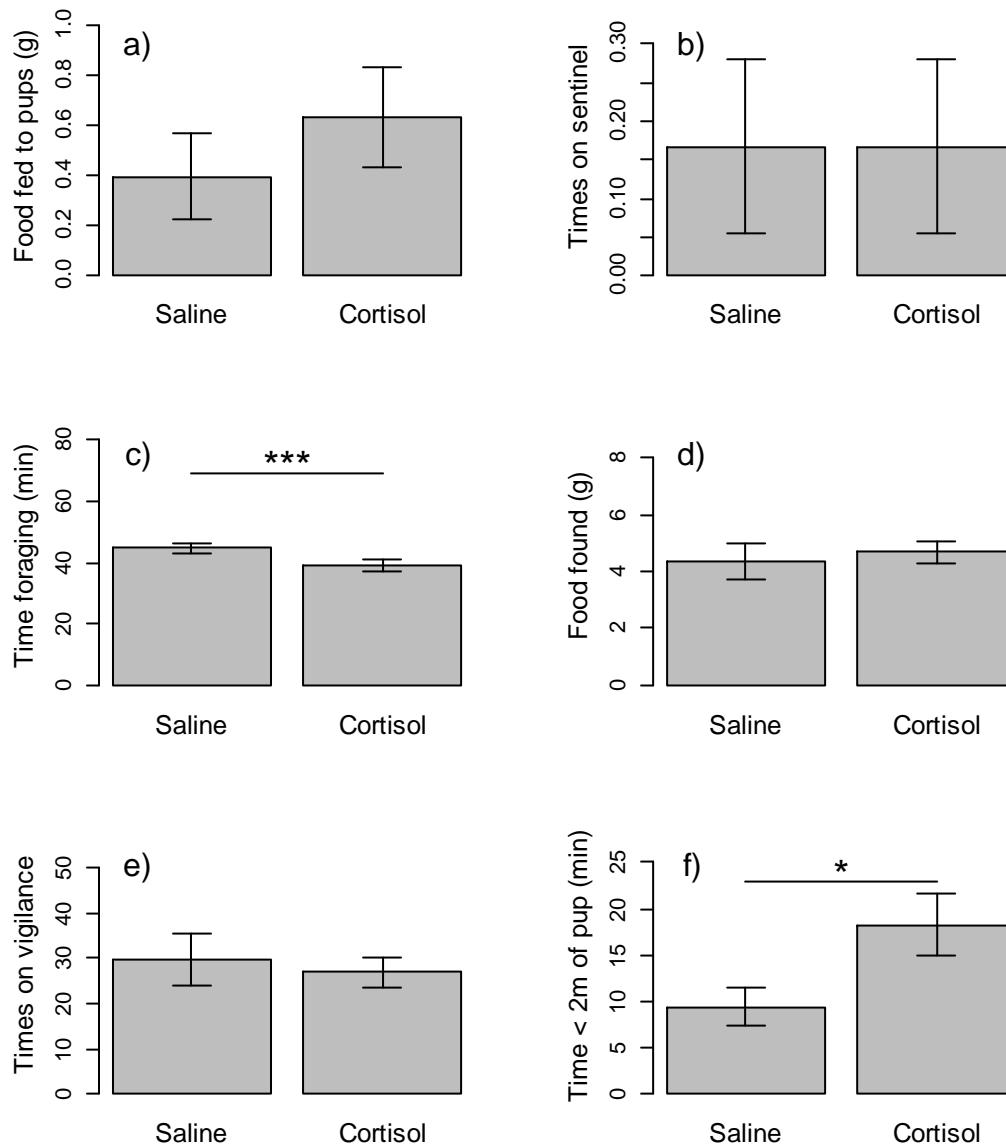 a)
Food fed to pups (g)
0.0 0.2 0.4 0.6 0.8 1.0
Saline Cortisol
b)
Times on sentinel
0.00 0.10 0.20 0.30
Saline Cortisol
c)
Time foraging (min)
0 20 40 60 80
***
Saline Cortisol
d)
Food found (g)
0 2 4 6 8
Saline Cortisol
e)
Times on vigilance
0 10 20 30 40 50
Saline Cortisol
f)
Time < 2m of pup (min)
0 5 10 15 20 25
*
Saline Cortisol